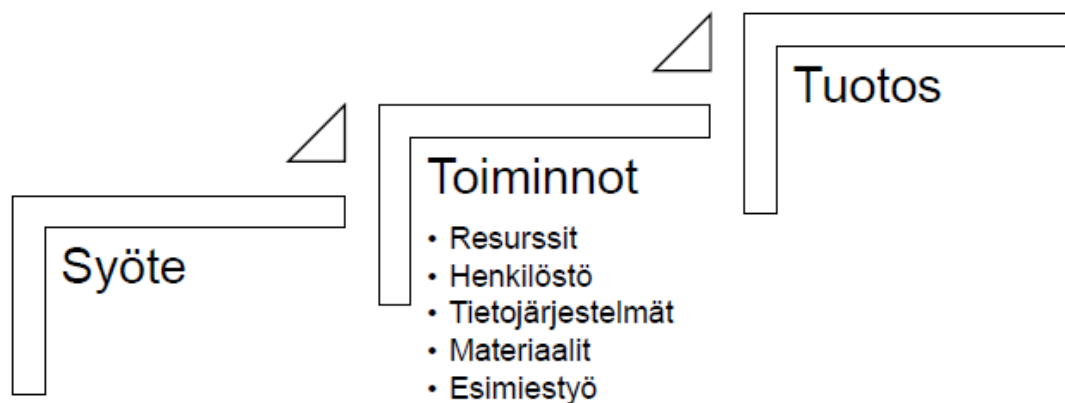 Syöte
Toiminnot
• Resurssit
• Henkilöstö
• Tietojärjestelmät
• Materiaalit
• Esimiestyö
Tuotos